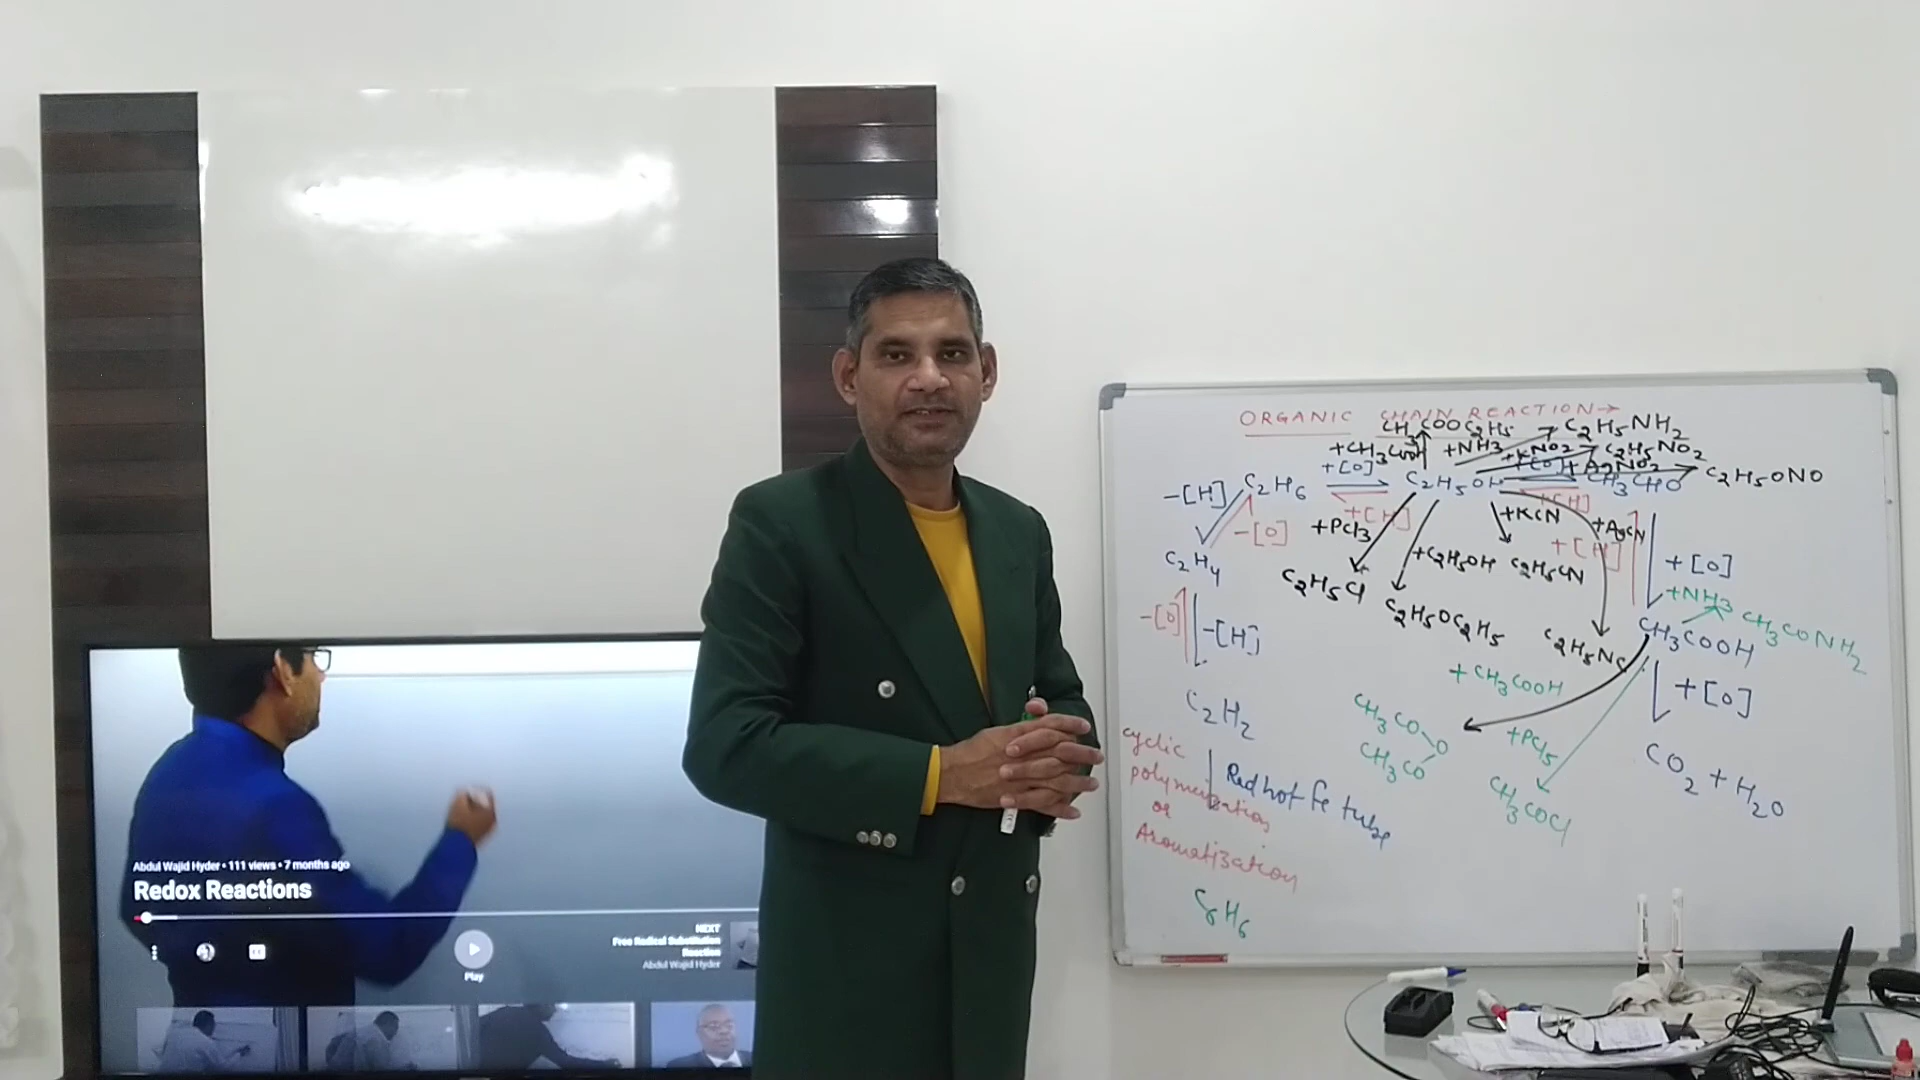 ORGANIC CHAIN REACTION→
CH3COOC2H5
C2H5NH2
+CH3COOH
+NH3
+KNO2
C2H5NO2
+[O]
+[O]
+AgNO2
-[H]
C2H6
C2H5OH
CH3CHO
C2H5ONO
+[H]
+[H]
-[O]
+PCl3
+KCN
+AgCN
+[H]
C2H4
+C2H5OH
C2H5CN
+[O]
C2H5Cl
+NH3
C2H5OC2H5
-[O]
-[H]
CH3COOH
CH3CONH2
C2H5NC
+CH3COOH
+[O]
C2H2
CH3CO
O
CH3CO
+PCl5
CO2+H2O
cyclic
polymerization
or
Aromatization
Red hot Fe tube
CH3COCl
C6H6
Abdul Wajid Hyder • 111 views • 7 months ago
Redox Reactions
NEXT
Free Radical Substitution
Reaction
Abdul Wajid Hyder
Play